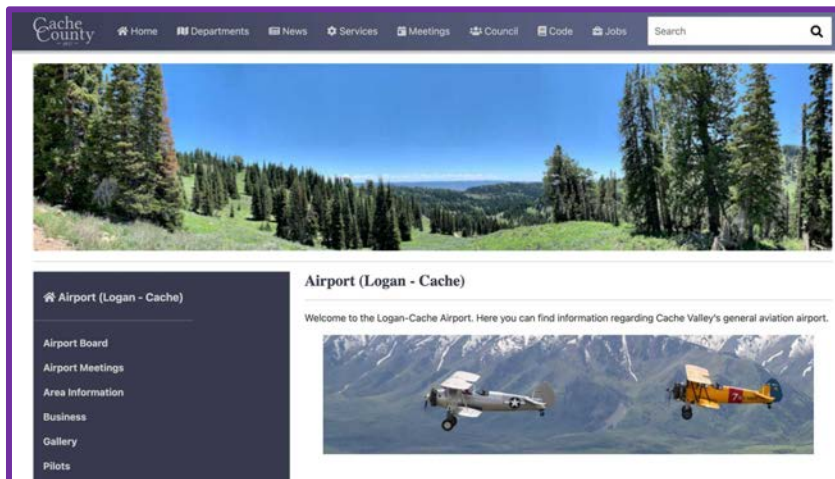 Cache
County
Home Departments News Services Meetings Council Code Jobs Search
Airport (Logan - Cache)
Airport Board
Airport Meetings
Area Information
Business
Gallery
Pilots
Airport (Logan - Cache)
Welcome to the Logan-Cache Airport. Here you can find information regarding Cache Valley's general aviation airport.
7